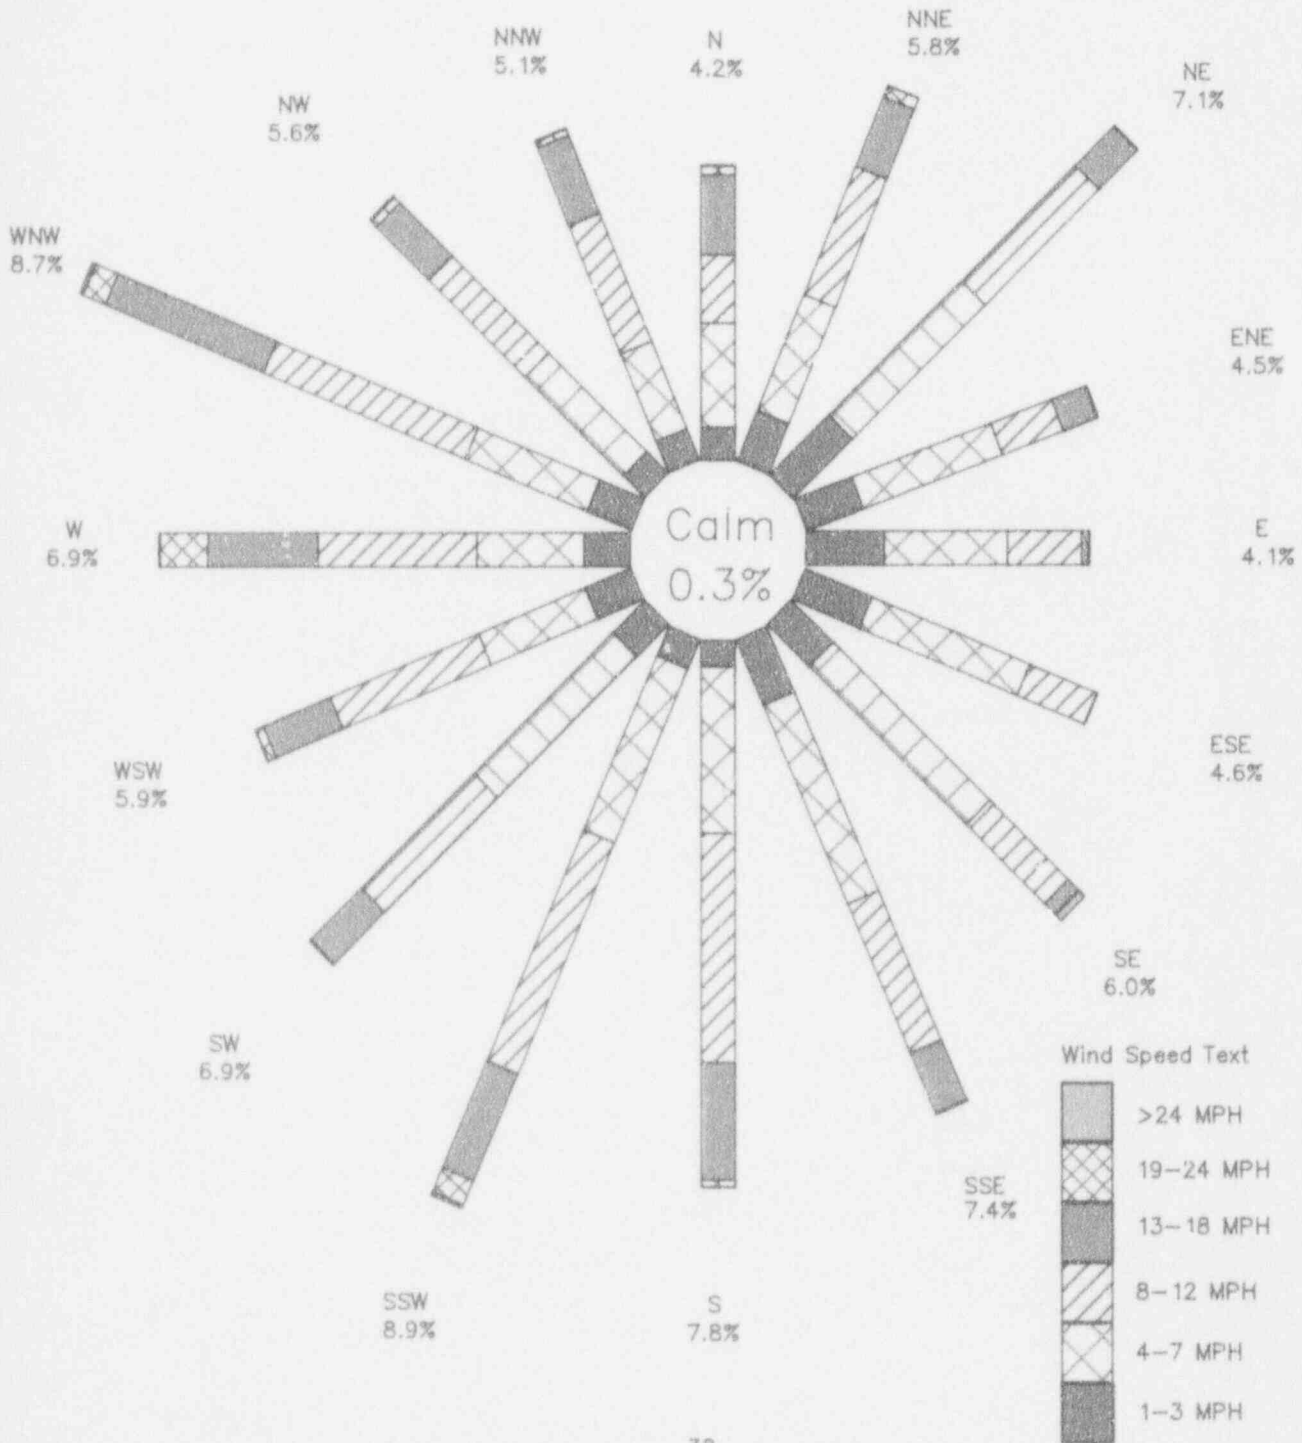 NNE
5.8%
NNW
5.1%
N
4.2%
NE
7.1%
NW
5.6%
WNW
8.7%
ENE
4.5%
W
6.9%
Calm
0.3%
E
4.1%
ESE
4.6%
WSW
5.9%
SE
6.0%
SW
6.9%
SSE
7.4%
SSW
8.9%
S
7.8%
Wind Speed Text
>24 MPH
19-24 MPH
13-18 MPH
8-12 MPH
4-7 MPH
1-3 MPH